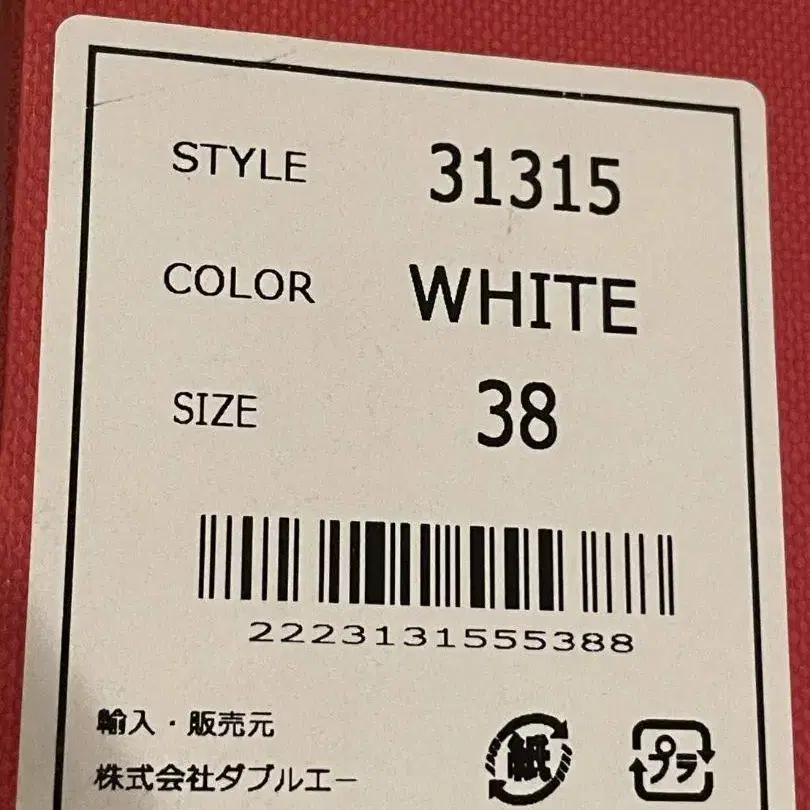 STYLE 31315
COLOR WHITE
SIZE 38
2223131555388
輸入・販売元
株式会社ダブルエー
紙 プラ